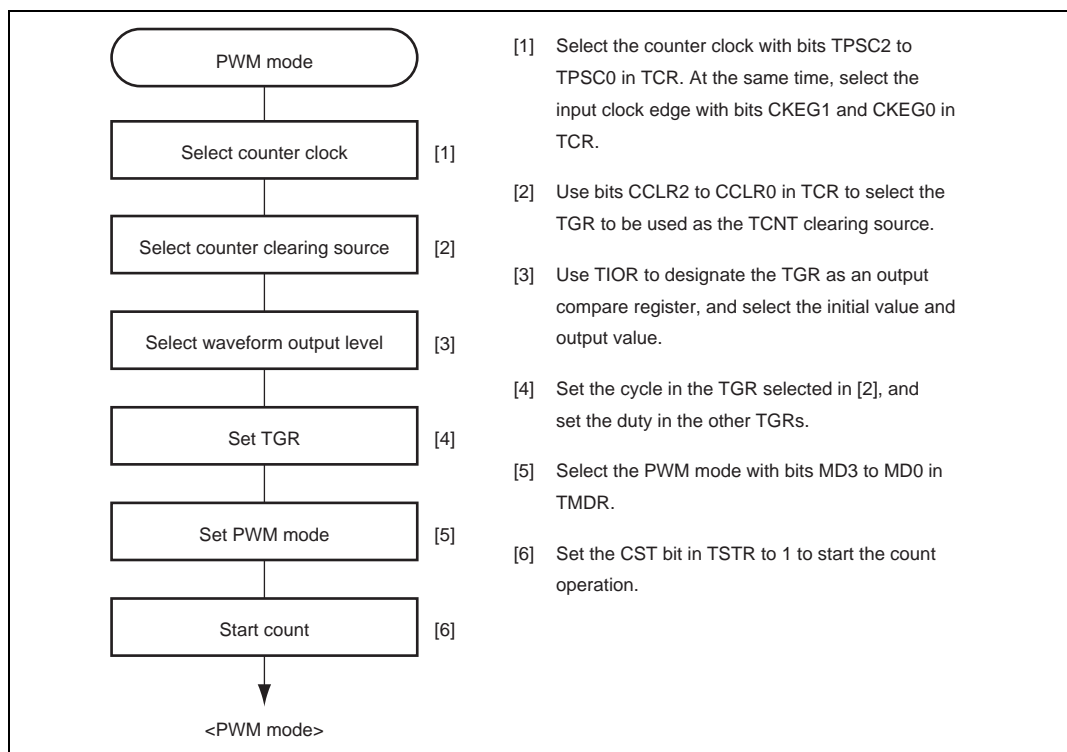 PWM mode
Select counter clock [1]
Select counter clearing source [2]
Select waveform output level [3]
Set TGR [4]
Set PWM mode [5]
Start count [6]
<PWM mode>
[1] Select the counter clock with bits TPSC2 to
TPSC0 in TCR. At the same time, select the
input clock edge with bits CKEG1 and CKEG0 in
TCR.
[2] Use bits CCLR2 to CCLR0 in TCR to select the
TGR to be used as the TCNT clearing source.
[3] Use TIOR to designate the TGR as an output
compare register, and select the initial value and
output value.
[4] Set the cycle in the TGR selected in [2], and
set the duty in the other TGRs.
[5] Select the PWM mode with bits MD3 to MD0 in
TMDR.
[6] Set the CST bit in TSTR to 1 to start the count
operation.